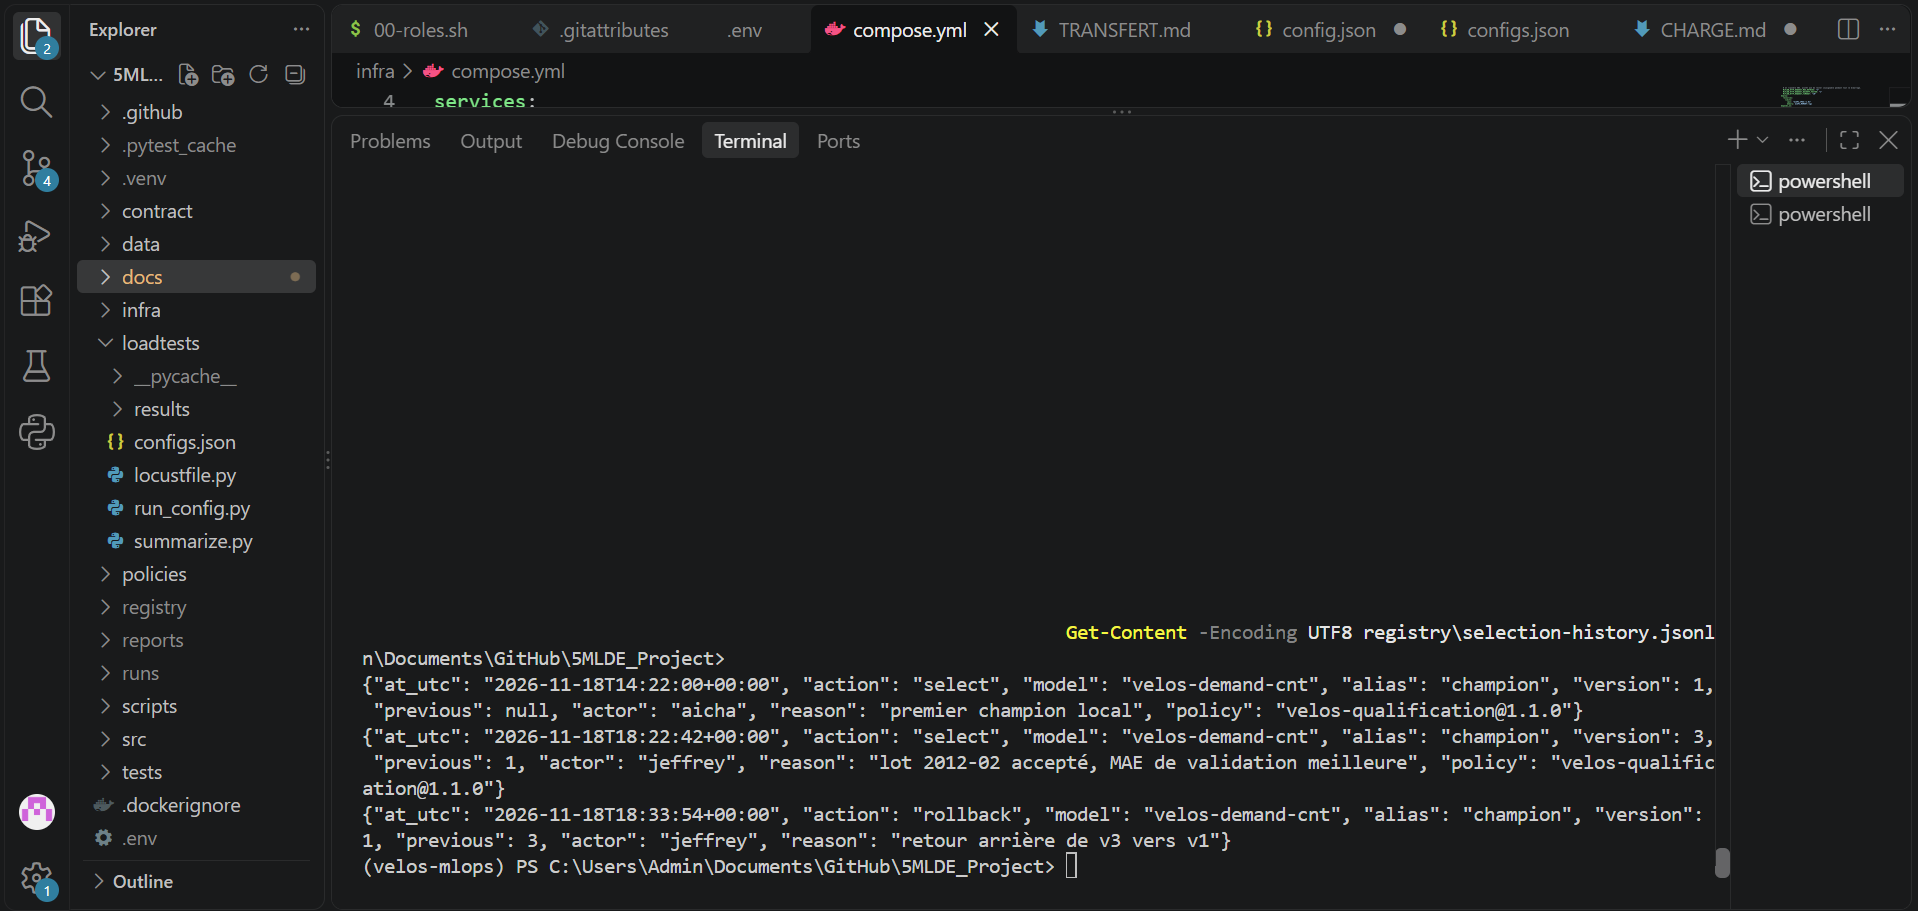 Explorer
5ML...
.github
.pytest_cache
.venv
contract
data
docs
infra
loadtests
__pycache__
results
configs.json
locustfile.py
run_config.py
summarize.py
policies
registry
reports
runs
scripts
src
tests
.dockerignore
.env
Outline
2
4
1
$ 00-roles.sh
.gitattributes
.env
compose.yml
TRANSFERT.md
{} config.json
{} configs.json
CHARGE.md
infra > compose.yml
4 services:
Problems Output Debug Console Terminal Ports
powershell
powershell
Get-Content -Encoding UTF8 registry\selection-history.jsonl
n\Documents\GitHub\5MLDE_Project>
{"at_utc": "2026-11-18T14:22:00+00:00", "action": "select", "model": "velos-demand-cnt", "alias": "champion", "version": 1,
"previous": null, "actor": "aicha", "reason": "premier champion local", "policy": "velos-qualification@1.1.0"}
{"at_utc": "2026-11-18T18:22:42+00:00", "action": "select", "model": "velos-demand-cnt", "alias": "champion", "version": 3,
"previous": 1, "actor": "jeffrey", "reason": "lot 2012-02 accepté, MAE de validation meilleure", "policy": "velos-qualific
ation@1.1.0"}
{"at_utc": "2026-11-18T18:33:54+00:00", "action": "rollback", "model": "velos-demand-cnt", "alias": "champion", "version":
1, "previous": 3, "actor": "jeffrey", "reason": "retour arrière de v3 vers v1"}
(velos-mlops) PS C:\Users\Admin\Documents\GitHub\5MLDE_Project>